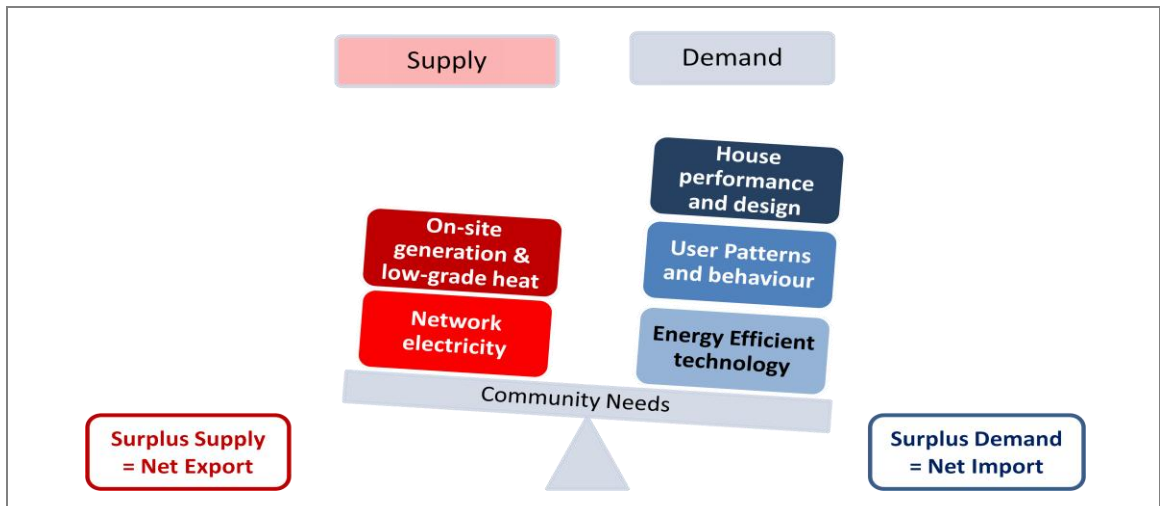 Supply
Demand
House
performance
and design
On-site
generation &
low-grade heat
User Patterns
and behaviour
Network
electricity
Energy Efficient
technology
Community Needs
Surplus Supply
= Net Export
Surplus Demand
= Net Import